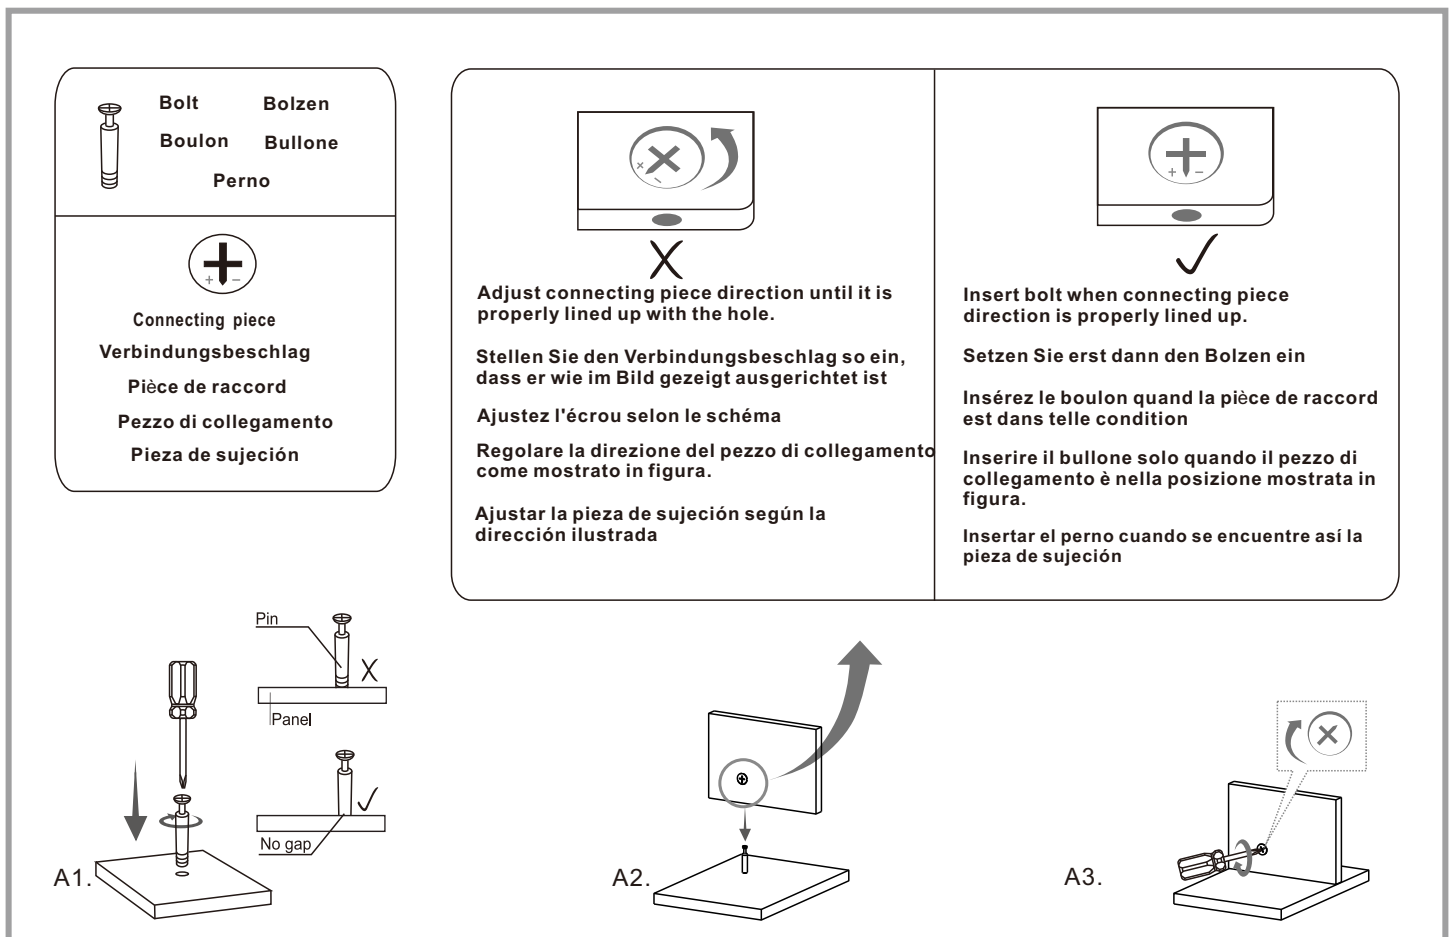 Bolt Bolzen
Boulon Bullone
Perno
Connecting piece
Verbindungsbeschlag
Pièce de raccord
Pezzo di collegamento
Pieza de sujeción
Adjust connecting piece direction until it is
properly lined up with the hole.
Stellen Sie den Verbindungsbeschlag so ein,
dass er wie im Bild gezeigt ausgerichtet ist
Ajustez l'écrou selon le schéma
Regolare la direzione del pezzo di collegamento
come mostrato in figura.
Ajustar la pieza de sujeción según la
dirección ilustrada
Insert bolt when connecting piece
direction is properly lined up.
Setzen Sie erst dann den Bolzen ein
Insérez le boulon quand la pièce de raccord
est dans telle condition
Inserire il bullone solo quando il pezzo di
collegamento è nella posizione mostrata in
figura.
Insertar el perno cuando se encuentre así la
pieza de sujeción
Pin
Panel
No gap
A1.
A2.
A3.